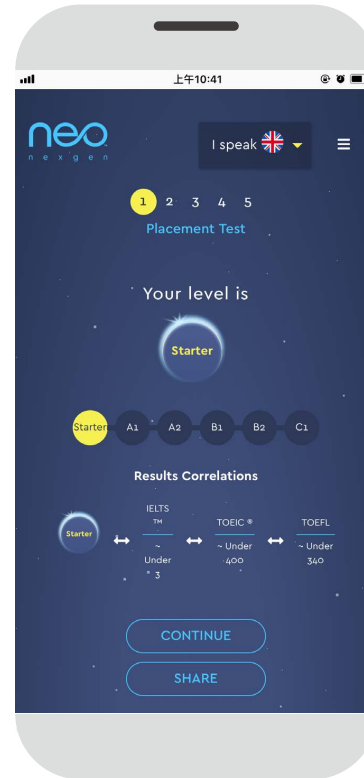 上午10:41
neo
nexgen
I speak
1 2 3 4 5
Placement Test
Your level is
Starter
Starter A1 A2 B1 B2 C1
Results Correlations
Starter
IELTS
™
~
Under
3
TOEIC ®
~ Under
400
TOEFL
~ Under
340
CONTINUE
SHARE